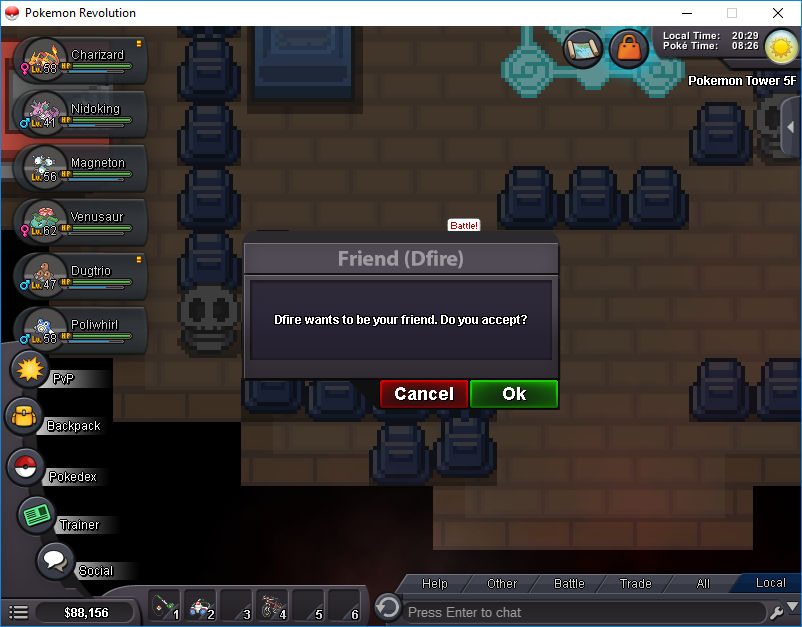 Pokemon Revolution
Local Time: 20:29
Poké Time: 08:26
Pokemon Tower 5F
Charizard
Lv.58 HP
Nidoking
Lv.41 HP
Magneton
Lv.56 HP
Venusaur
Lv.62 HP
Dugtrio
Lv.47 HP
Poliwhirl
Lv.58 HP
Battle!
Friend (Dfire)
Dfire wants to be your friend. Do you accept?
Cancel Ok
PvP
Backpack
Pokedex
Trainer
Social
Help Other Battle Trade All Local
$88,156 1 2 3 4 5 6 Press Enter to chat